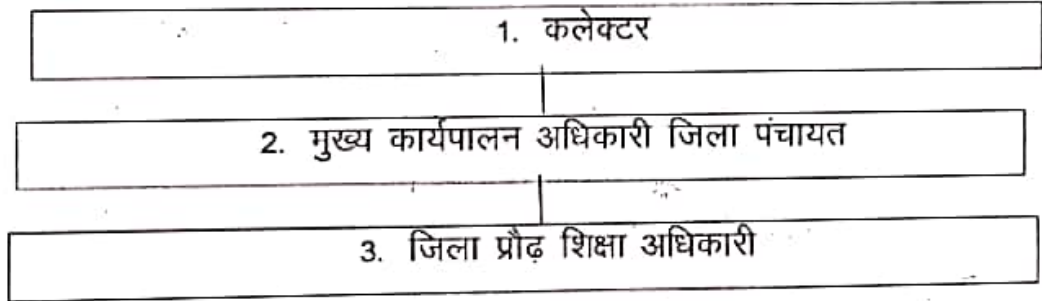 1. कलेक्टर
2. मुख्य कार्यपालन अधिकारी जिला पंचायत
3. जिला प्रौढ़ शिक्षा अधिकारी